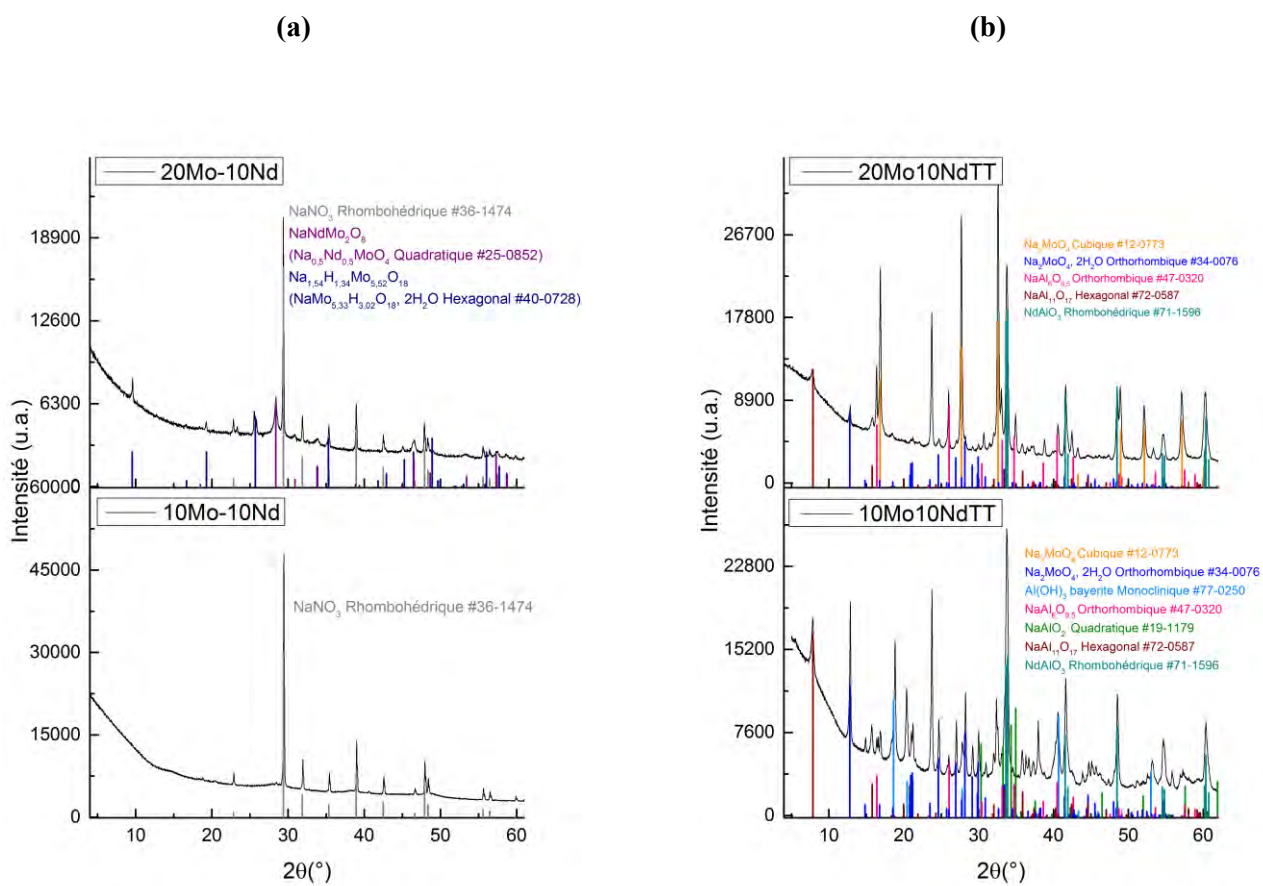 (a)
(b)
20Mo-10Nd
NaNO₃ Rhombohédrique #36-1474
NaNdMo₂O₈
(Na₀,₅Nd₀,₅MoO₄ Quadratique #25-0852)
Na₁,₅₄H₁,₃₄Mo₅,₅₂O₁₈
(NaMo₅,₃₃H₃,₀₂O₁₈, 2H₂O Hexagonal #40-0728)
18900
12600
6300
60000
10Mo-10Nd
NaNO₃ Rhombohédrique #36-1474
45000
30000
15000
0
Intensité (u.a.)
10 20 30 40 50 60
2θ(°)
20Mo10NdTT
Na₂MoO₄ Cubique #12-0773
Na₂MoO₄, 2H₂O Orthorhombique #34-0076
NaAl₆O₉,₅ Orthorhombique #47-0320
NaAl₁₁O₁₇ Hexagonal #72-0587
NdAlO₃ Rhombohédrique #71-1596
26700
17800
8900
0
10Mo10NdTT
Na₂MoO₄ Cubique #12-0773
Na₂MoO₄, 2H₂O Orthorhombique #34-0076
Al(OH)₃ bayerite Monoclinique #77-0250
NaAl₆O₉,₅ Orthorhombique #47-0320
NaAlO₂ Quadratique #19-1179
NaAl₁₁O₁₇ Hexagonal #72-0587
NdAlO₃ Rhombohédrique #71-1596
22800
15200
7600
0
Intensité (u.a.)
10 20 30 40 50 60
2θ(°)